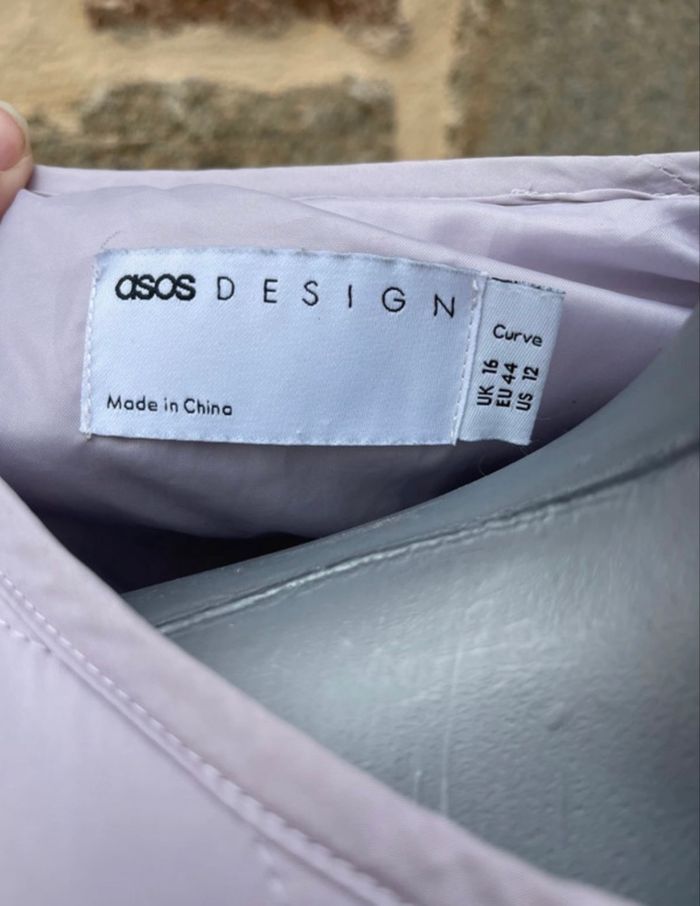 asos DESIGN
Made in China
Curve
UK 16
EU 44
US 12